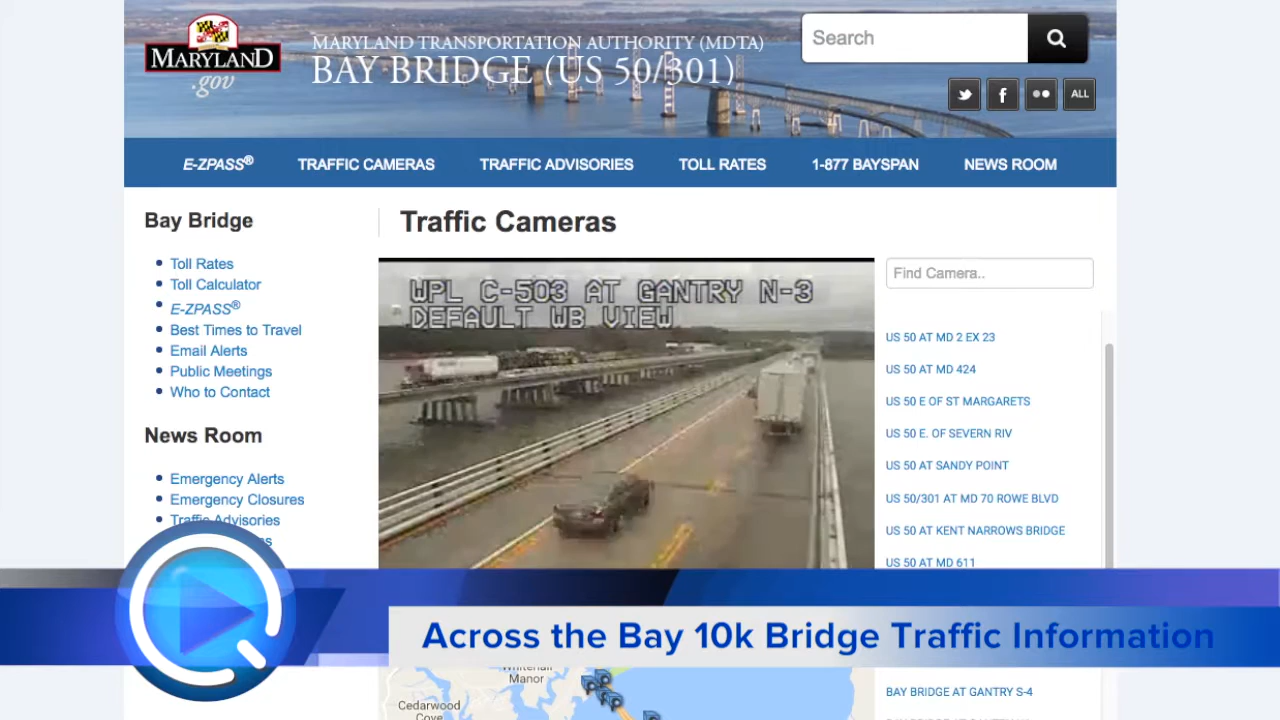 MARYLAND
.gov
MARYLAND TRANSPORTATION AUTHORITY (MDTA)
BAY BRIDGE (US 50/301)
Search
ALL
E-ZPASS®
TRAFFIC CAMERAS
TRAFFIC ADVISORIES
TOLL RATES
1-877 BAYSPAN
NEWS ROOM
Bay Bridge
Toll Rates
Toll Calculator
E-ZPASS®
Best Times to Travel
Email Alerts
Public Meetings
Who to Contact
News Room
Emergency Alerts
Emergency Closures
Traffic Advisories
Traffic Cameras
WPL C-503 AT GANTRY N-3
DEFAULT WB VIEW
Find Camera..
US 50 AT MD 2 EX 23
US 50 AT MD 424
US 50 E OF ST MARGARETS
US 50 E. OF SEVERN RIV
US 50 AT SANDY POINT
US 50/301 AT MD 70 ROWE BLVD
US 50 AT KENT NARROWS BRIDGE
US 50 AT MD 611
Across the Bay 10k Bridge Traffic Information
Whitehall
Manor
Cedarwood
Cove
BAY BRIDGE AT GANTRY S-4